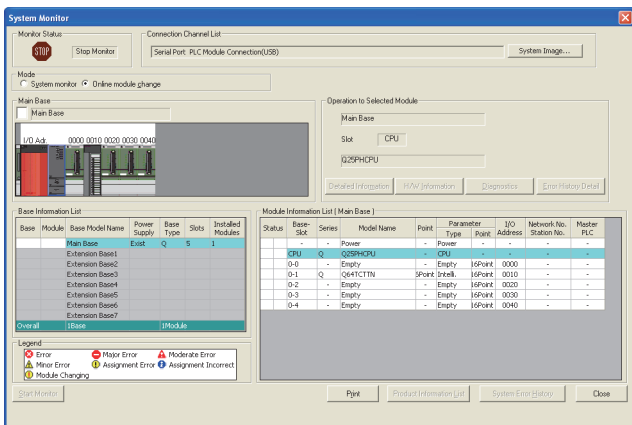 System Monitor
Monitor Status
STOP
Stop Monitor
Connection Channel List
Serial Port PLC Module Connection(USB)
System Image...
Mode
System monitor
Online module change
Main Base
Main Base
I/O Adr. 0000 0010 0020 0030 0040
Operation to Selected Module
Main Base
Slot CPU
Q25PHCPU
Detailed Information
H/W Information
Diagnostics
Error History Detail
Base Information List
Base Module Base Model Name Power Supply Base Type Slots Installed Modules
Main Base Exist Q 5 1
Extension Base1
Extension Base2
Extension Base3
Extension Base4
Extension Base5
Extension Base6
Extension Base7
Overall 1Base 1Module
Module Information List ( Main Base )
Status Base-Slot Series Model Name Point Parameter Type Point I/O Address Network No. Station No. Master PLC
- - Power - Power - - - -
CPU Q Q25PHCPU - CPU - - - -
0-0 - Empty - Empty 16Point 0000 - -
0-1 Q Q64TCTTN 5Point Intelli. 16Point 0010 - -
0-2 - Empty - Empty 16Point 0020 - -
0-3 - Empty - Empty 16Point 0030 - -
0-4 - Empty - Empty 16Point 0040 - -
Legend
Error
Major Error
Moderate Error
Minor Error
Assignment Error
Assignment Incorrect
Module Changing
Start Monitor
Print
Product Information List
System Error History
Close